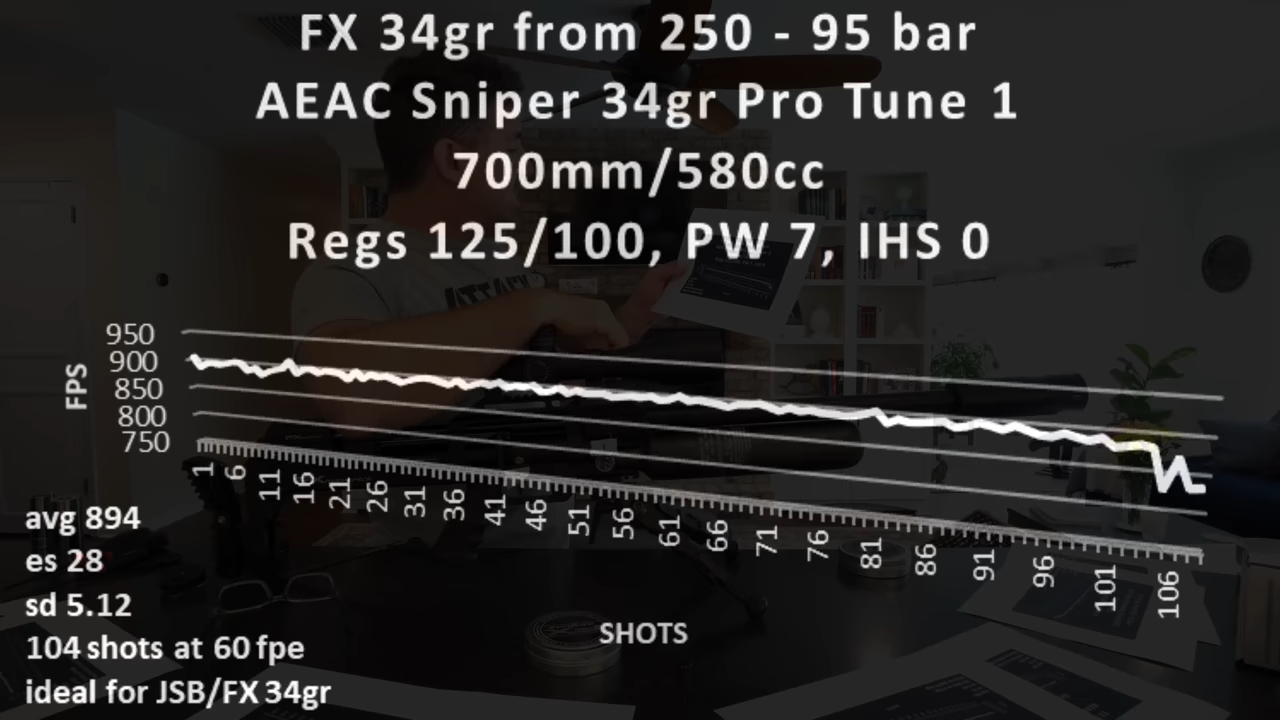 FX 34gr from 250 - 95 bar
AEAC Sniper 34gr Pro Tune 1
700mm/580cc
Regs 125/100, PW 7, IHS 0
950
900
850
800
750
FPS
1 6 11 16 21 26 31 36 41 46 51 56 61 66 71 76 81 86 91 96 101 106
SHOTS
avg 894
es 28
sd 5.12
104 shots at 60 fpe
ideal for JSB/FX 34gr